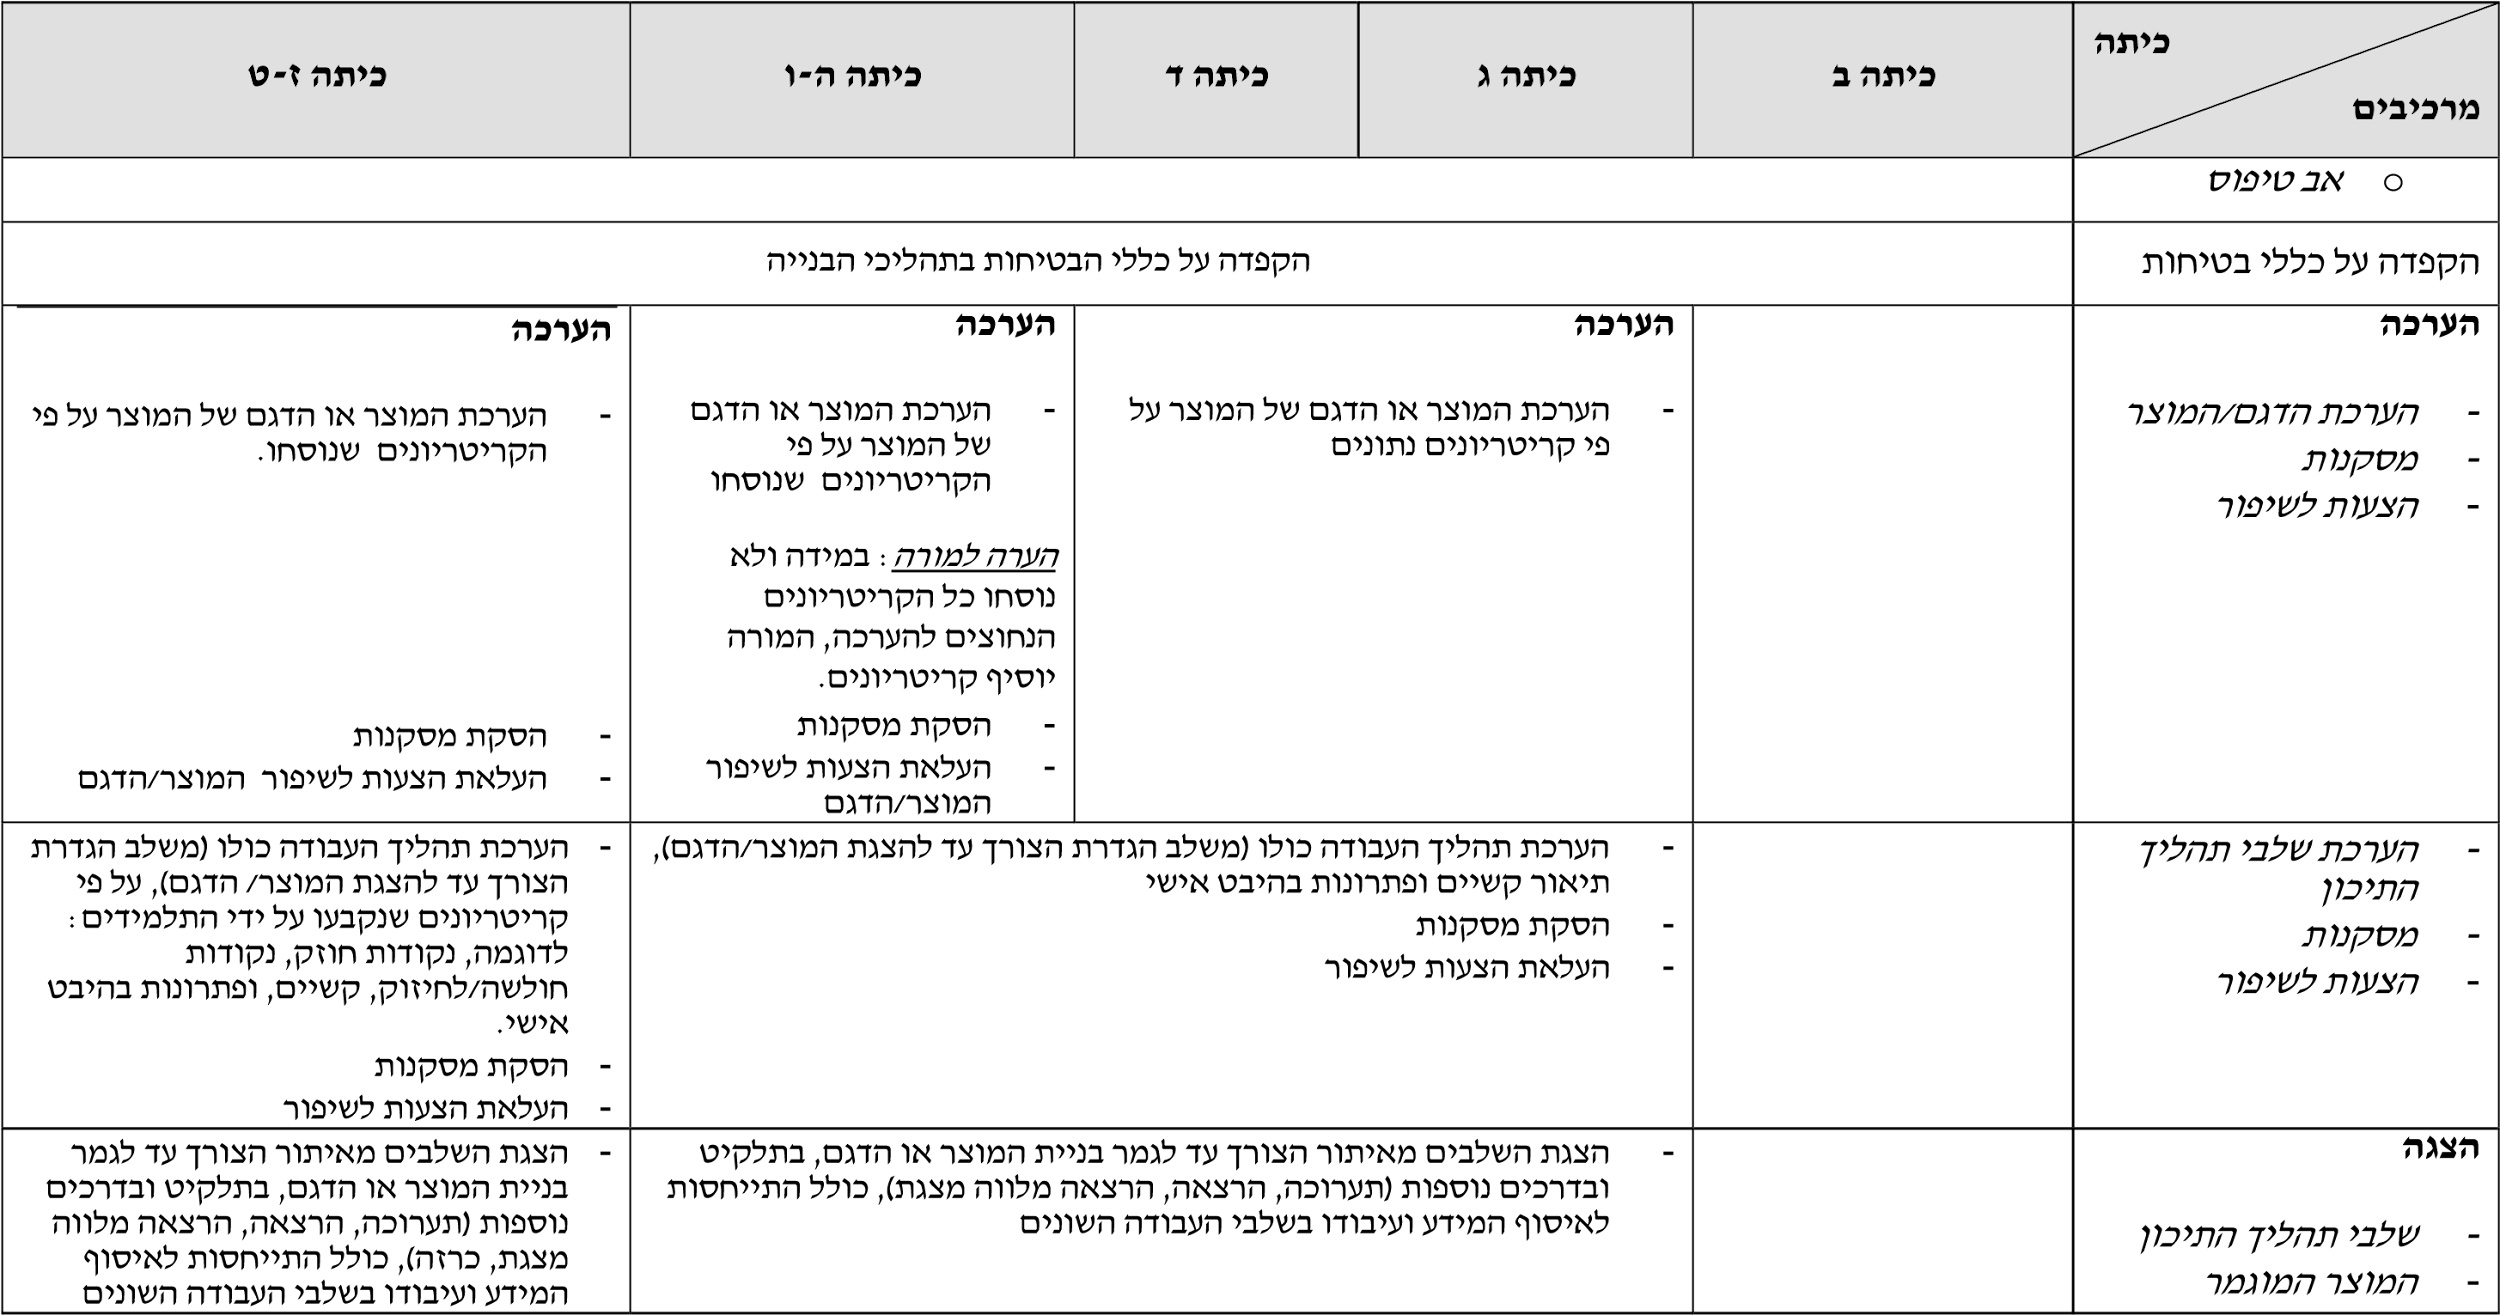 כיתה
מרכיבים
כיתה ב
כיתה ג
כיתה ד
כיתה ה-ו
כיתה ז-ט
○ אב טיפוס
הקפדה על כללי בטיחות
הקפדה על כללי הבטיחות בתהליכי הבנייה
הערכה
- הערכת הדגם/המוצר
- מסקנות
- הצעות לשיפור
הערכה
- הערכת המוצר או הדגם של המוצר על
פי קריטריונים נתונים
הערכה
- הערכת המוצר או הדגם
של המוצר על פי
הקריטריונים שנוסחו
הערה למורה: במידה ולא
נוסחו כל הקריטריונים
הנחוצים להערכה, המורה
יוסיף קריטריונים.
- הסקת מסקנות
- העלאת הצעות לשיפור
המוצר/הדגם
הערכה
- הערכת המוצר או הדגם של המוצר על פי
הקריטריונים שנוסחו.
- הסקת מסקנות
- העלאת הצעות לשיפור המוצר/הדגם
- הערכת שלבי תהליך
התיכון
- מסקנות
- הצעות לשיפור
- הערכת תהליך העבודה כולו (משלב הגדרת הצורך עד להצגת המוצר/הדגם),
תיאור קשיים ופתרונות בהיבט אישי
- הסקת מסקנות
- העלאת הצעות לשיפור
- הערכת תהליך העבודה כולו (משלב הגדרת
הצורך עד להצגת המוצר/ הדגם), על פי
קריטריונים שנקבעו על ידי התלמידים:
לדוגמה, נקודות חוזק, נקודות
חולשה/לחיזוק, קשיים, ופתרונות בהיבט
אישי.
- הסקת מסקנות
- העלאת הצעות לשיפור
הצגה
- שלבי תהליך התיכון
- המוצר המוגמר
- הצגת השלבים מאיתור הצורך עד לגמר בניית המוצר או הדגם, בתלקיט
ובדרכים נוספות (תערוכה, הרצאה, הרצאה מלווה מצגת), כולל התייחסות
לאיסוף המידע ועיבודו בשלבי העבודה השונים
- הצגת השלבים מאיתור הצורך עד לגמר
בניית המוצר או הדגם, בתלקיט ובדרכים
נוספות (תערוכה, הרצאה, הרצאה מלווה
מצגת, כרזה), כולל התייחסות לאיסוף
המידע ועיבודו בשלבי העבודה השונים